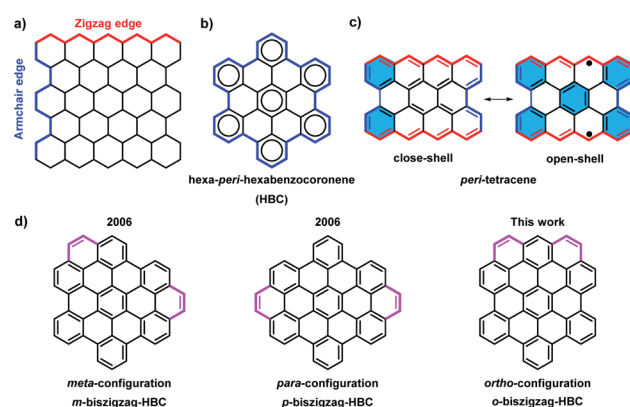 a)
Zigzag edge
Armchair edge
b)
hexa-peri-hexabenzocoronene
(HBC)
c)
close-shell
open-shell
peri-tetracene
d)
2006
meta-configuration
m-biszigzag-HBC
2006
para-configuration
p-biszigzag-HBC
This work
ortho-configuration
o-biszigzag-HBC